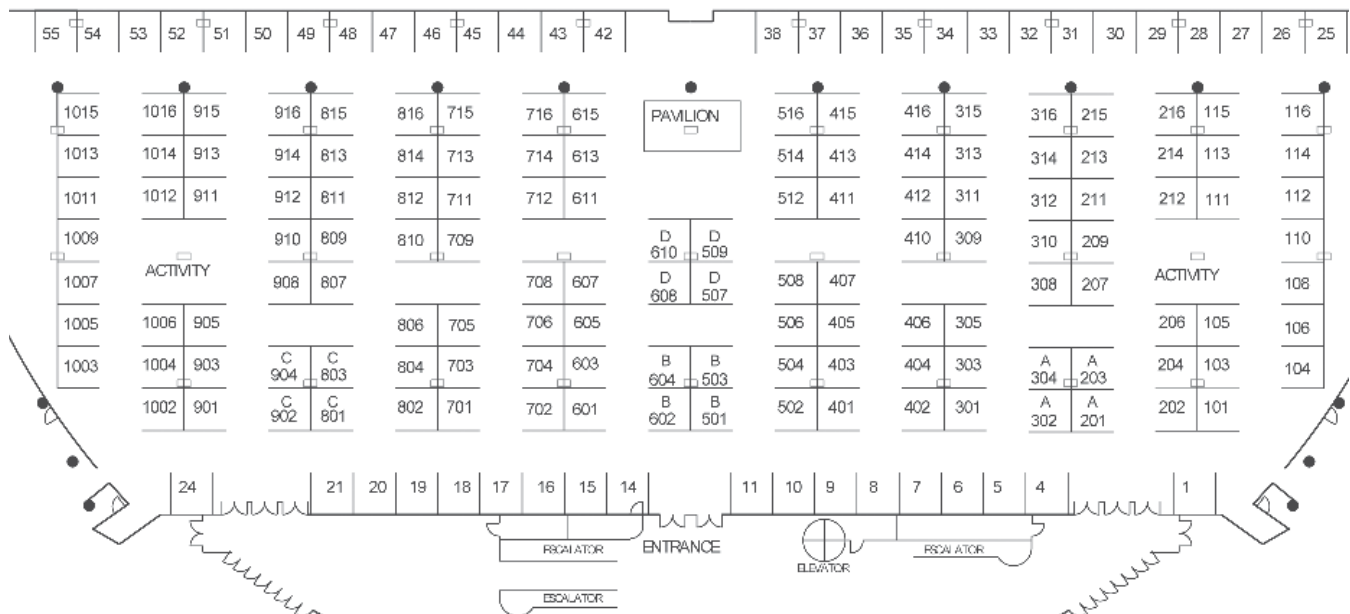 55 54 53 52 51 50 49 48 47 46 45 44 43 42 38 37 36 35 34 33 32 31 30 29 28 27 26 25
1015 1016 915 916 815 816 715 716 615 PAVILION 516 415 416 315 316 215 216 115 116
1013 1014 913 914 813 814 713 714 613 514 413 414 313 314 213 214 113 114
1011 1012 911 912 811 812 711 712 611 512 411 412 311 312 211 212 111 112
1009 910 809 810 709 D 610 D 509 410 309 310 209 110
ACTIVITY ACTIVITY
1007 908 807 708 607 D 608 D 507 508 407 308 207 108
1005 1006 905 806 705 706 605 506 405 406 305 206 105 106
1003 1004 903 C 904 C 803 804 703 704 603 B 604 B 503 504 403 404 303 A 304 A 203 204 103 104
1002 901 C 902 C 801 802 701 702 601 B 602 B 501 502 401 402 301 A 302 A 201 202 101
24 21 20 19 18 17 16 15 14 11 10 9 8 7 6 5 4 1
ESCALATOR ENTRANCE ESCALATOR
ELEVATOR
ESCALATOR